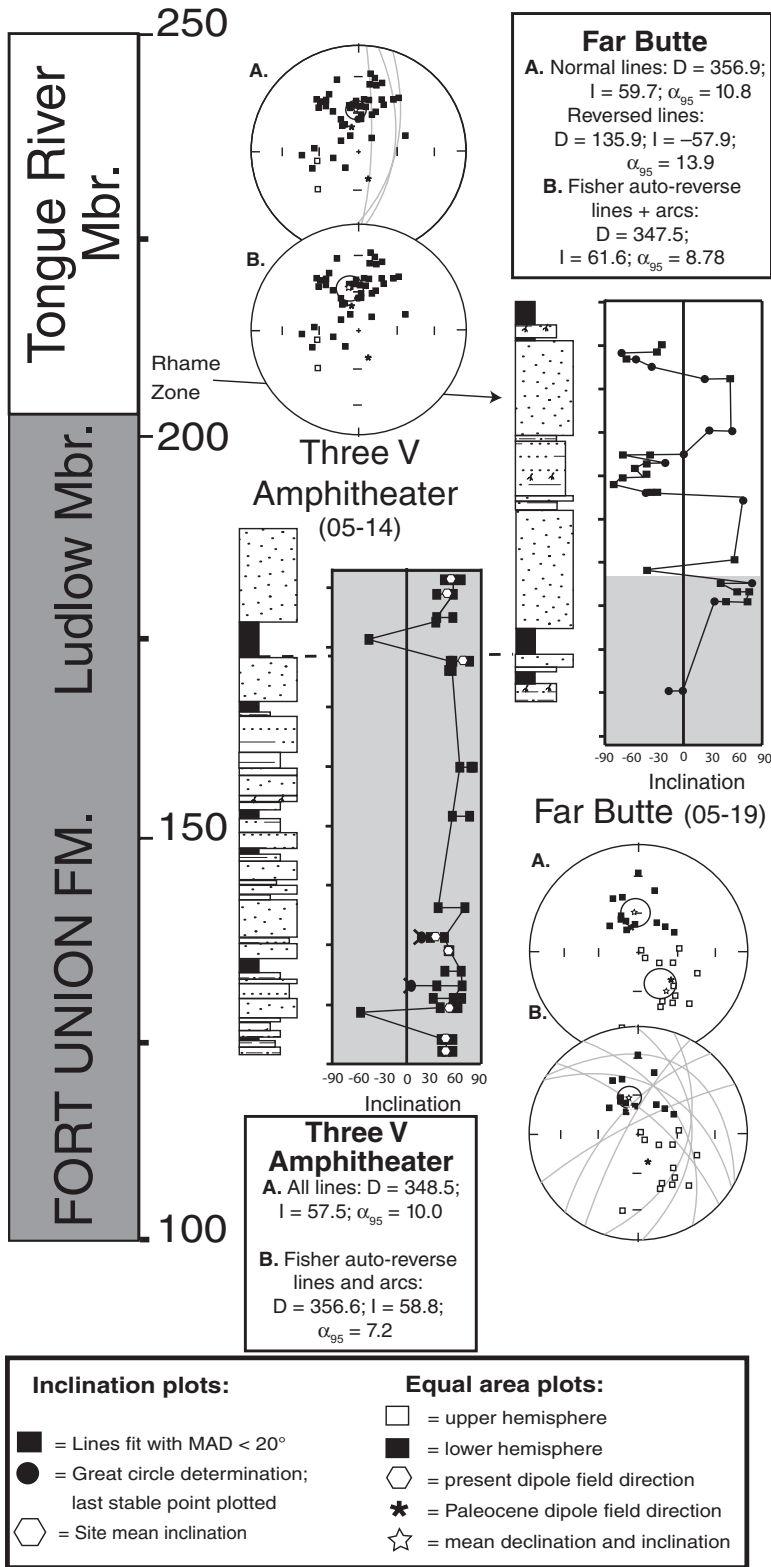 250
200
150
100
Tongue River
Mbr.
Ludlow Mbr.
FORT UNION FM.
A.
B.
Rhame
Zone
Three V
Amphitheater
(05-14)
-90 -60 -30 0 30 60 90
Inclination
Three V
Amphitheater
A. All lines: D = 348.5;
I = 57.5; α95 = 10.0
B. Fisher auto-reverse
lines and arcs:
D = 356.6; I = 58.8;
α95 = 7.2
Far Butte
A. Normal lines: D = 356.9;
I = 59.7; α95 = 10.8
Reversed lines:
D = 135.9; I = –57.9;
α95 = 13.9
B. Fisher auto-reverse
lines + arcs:
D = 347.5;
I = 61.6; α95 = 8.78
-90 -60 -30 0 30 60 90
Inclination
Far Butte (05-19)
A.
B.
Inclination plots:
= Lines fit with MAD < 20°
= Great circle determination;
last stable point plotted
= Site mean inclination
Equal area plots:
= upper hemisphere
= lower hemisphere
= present dipole field direction
= Paleocene dipole field direction
= mean declination and inclination